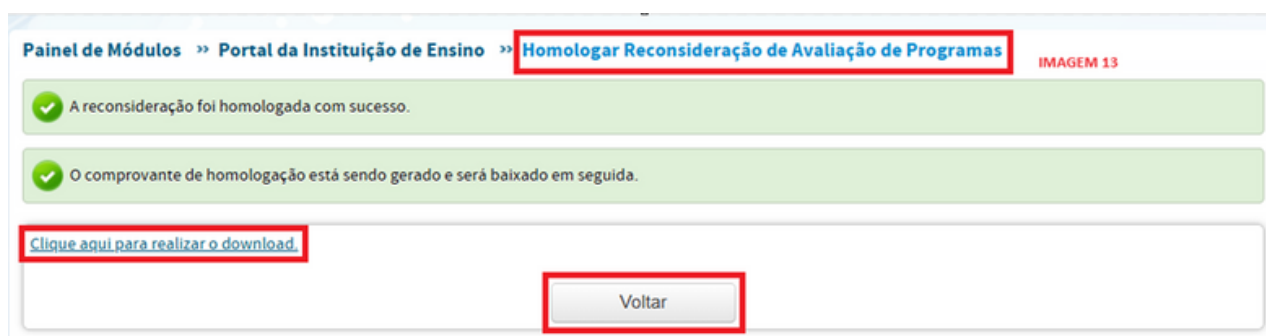 Painel de Módulos » Portal da Instituição de Ensino » Homologar Reconsideração de Avaliação de Programas
IMAGEM 13
A reconsideração foi homologada com sucesso.
O comprovante de homologação está sendo gerado e será baixado em seguida.
Clique aqui para realizar o download.
Voltar